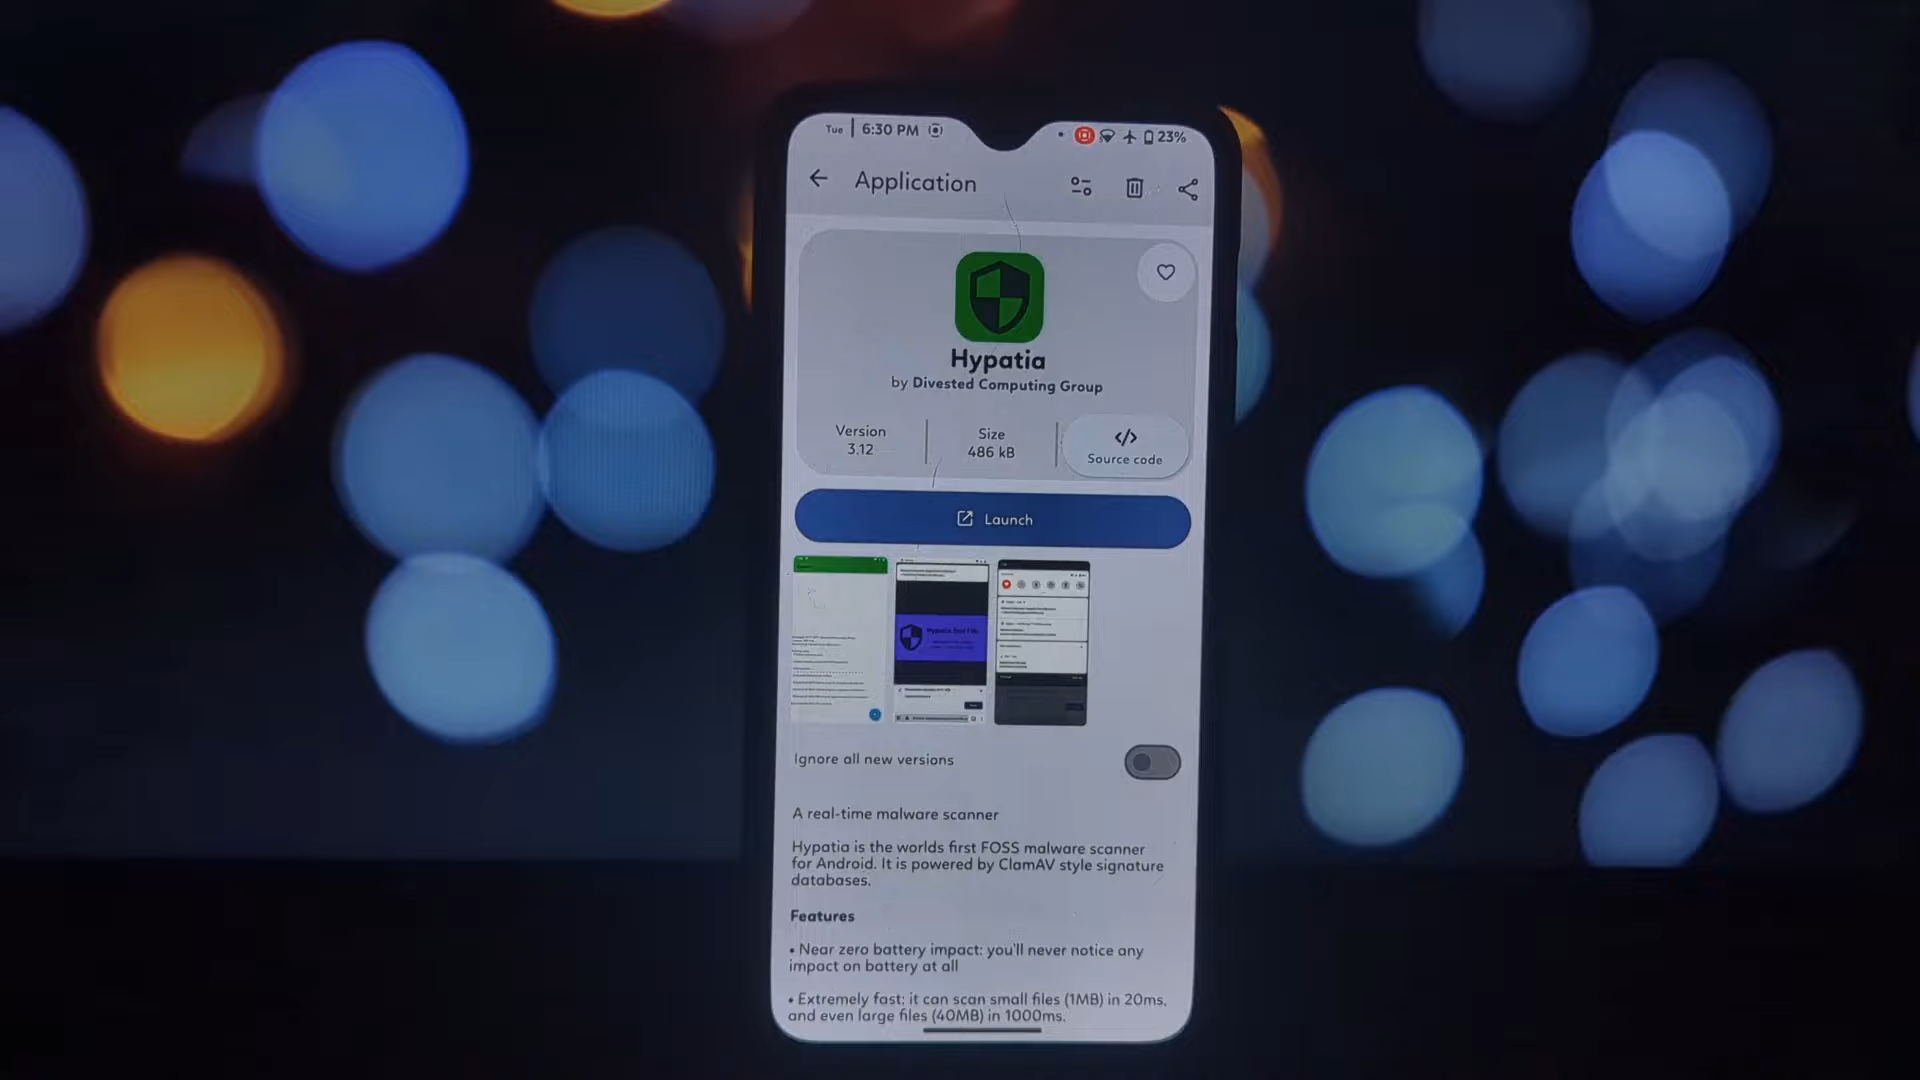 Tue | 6:30 PM 23%
Application
Hypatia
by Divested Computing Group
Version
3.12
Size
486 kB
Source code
Launch
Ignore all new versions
A real-time malware scanner
Hypatia is the worlds first FOSS malware scanner
for Android. It is powered by ClamAV style signature
databases.
Features
• Near zero battery impact: you'll never notice any
impact on battery at all
• Extremely fast: it can scan small files (1MB) in 20ms,
and even large files (40MB) in 1000ms.